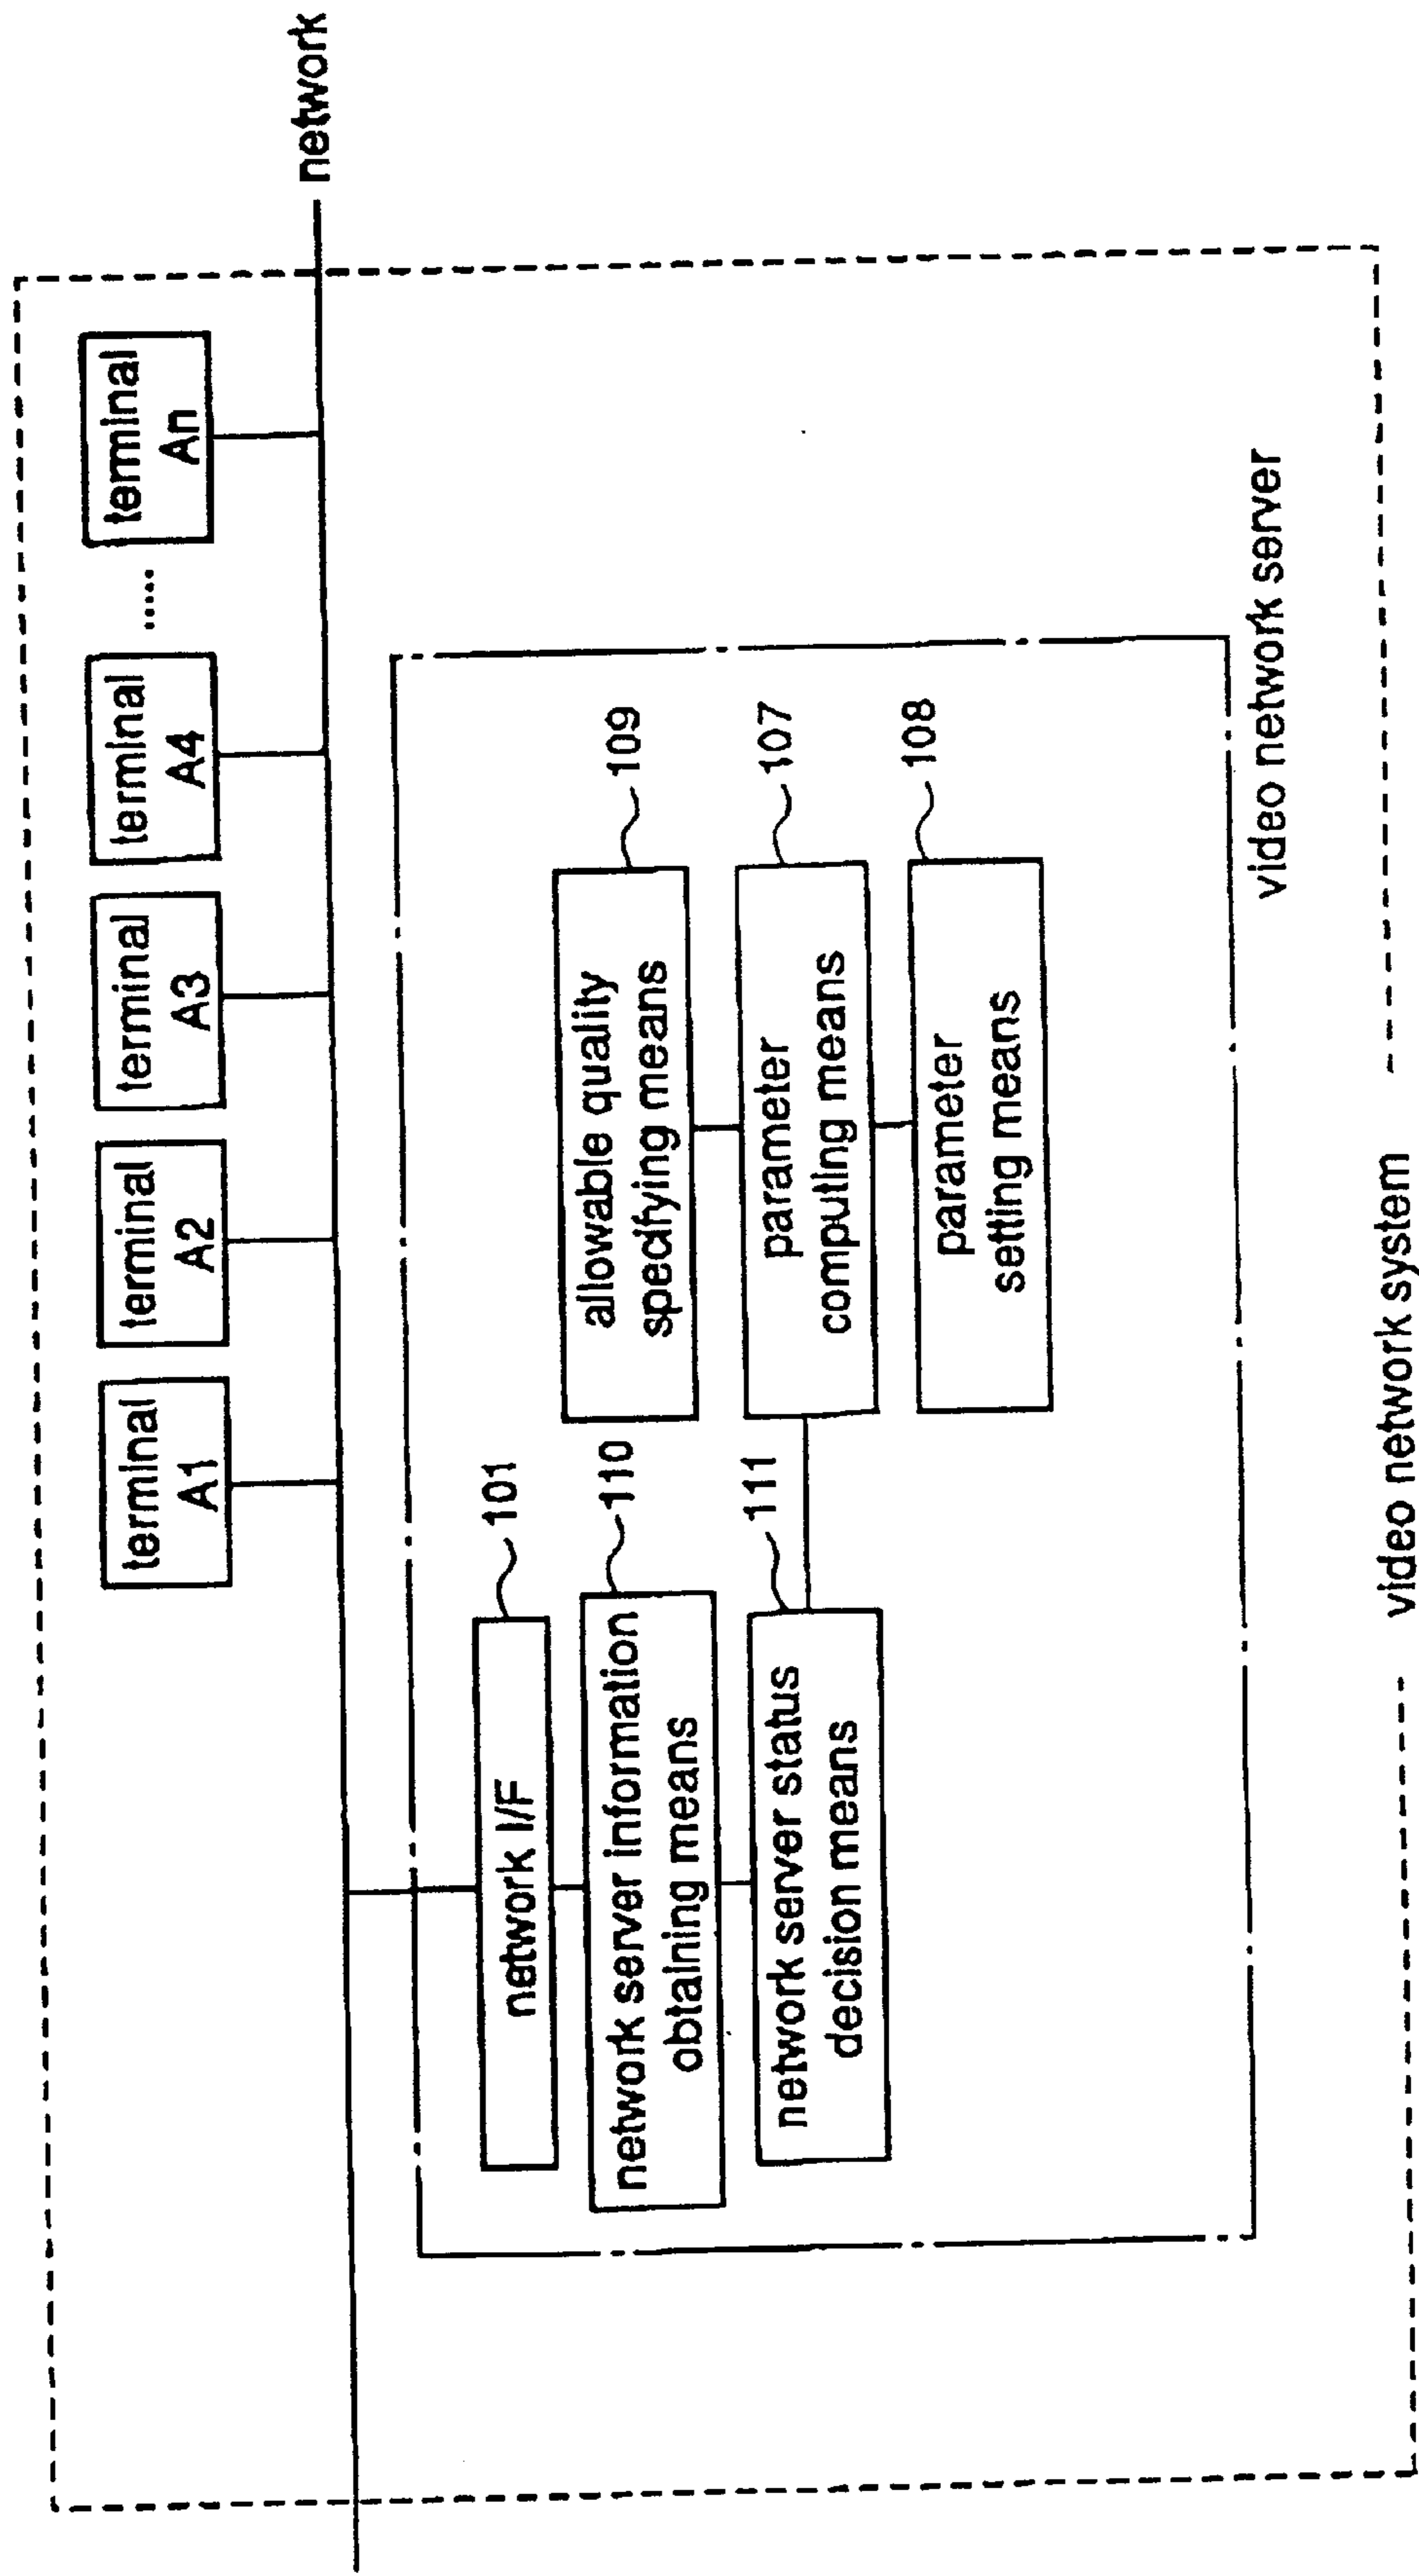 network
terminal
A1
terminal
A2
terminal
A3
terminal
A4
.....
terminal
An
101
network I/F
110
network server information
obtaining means
111
network server status
decision means
109
allowable quality
specifying means
107
parameter
computing means
108
parameter
setting means
video network server
video network system